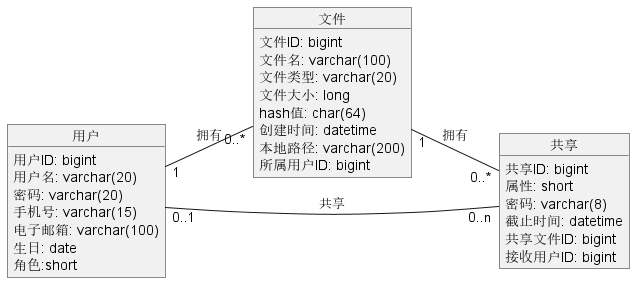 文件
文件ID: bigint
文件名: varchar(100)
文件类型: varchar(20)
文件大小: long
hash值: char(64)
创建时间: datetime
本地路径: varchar(200)
所属用户ID: bigint
用户
用户ID: bigint
用户名: varchar(20)
密码: varchar(20)
手机号: varchar(15)
电子邮箱: varchar(100)
生日: date
角色:short
共享
共享ID: bigint
属性: short
密码: varchar(8)
截止时间: datetime
共享文件ID: bigint
接收用户ID: bigint
拥有
0..*
1
拥有
1
0..*
共享
0..1
0..n